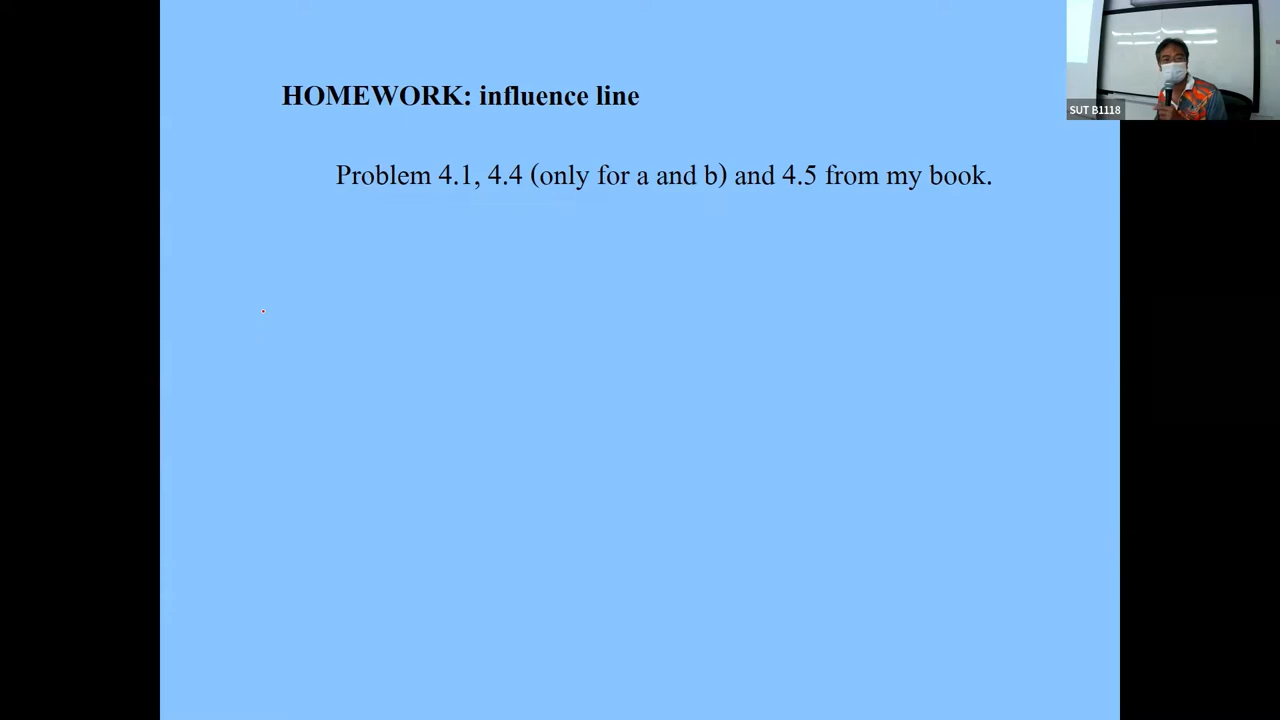 HOMEWORK: influence line
Problem 4.1, 4.4 (only for a and b) and 4.5 from my book.
SUT B1118